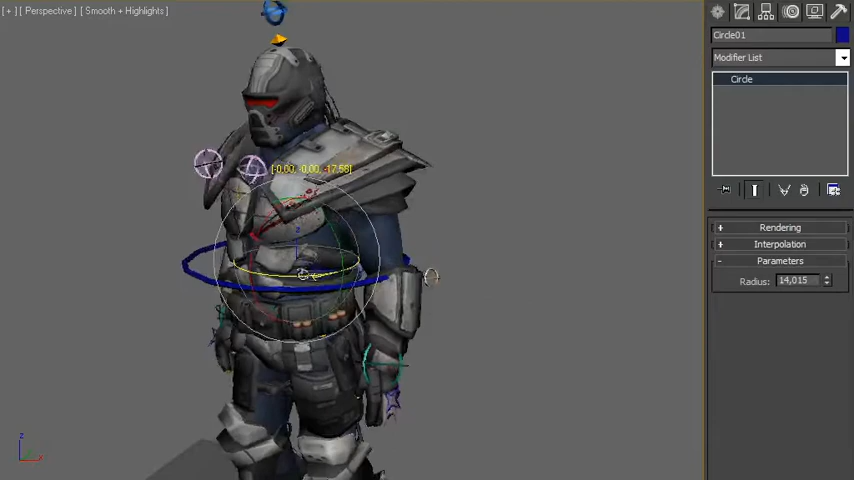 [ + ] [ Perspective ] [ Smooth + Highlights ]
Circle01
Modifier List
Circle
[-0,00, -0,00, -17,58]
+ Rendering
+ Interpolation
- Parameters
Radius: 14,015
z
z
x